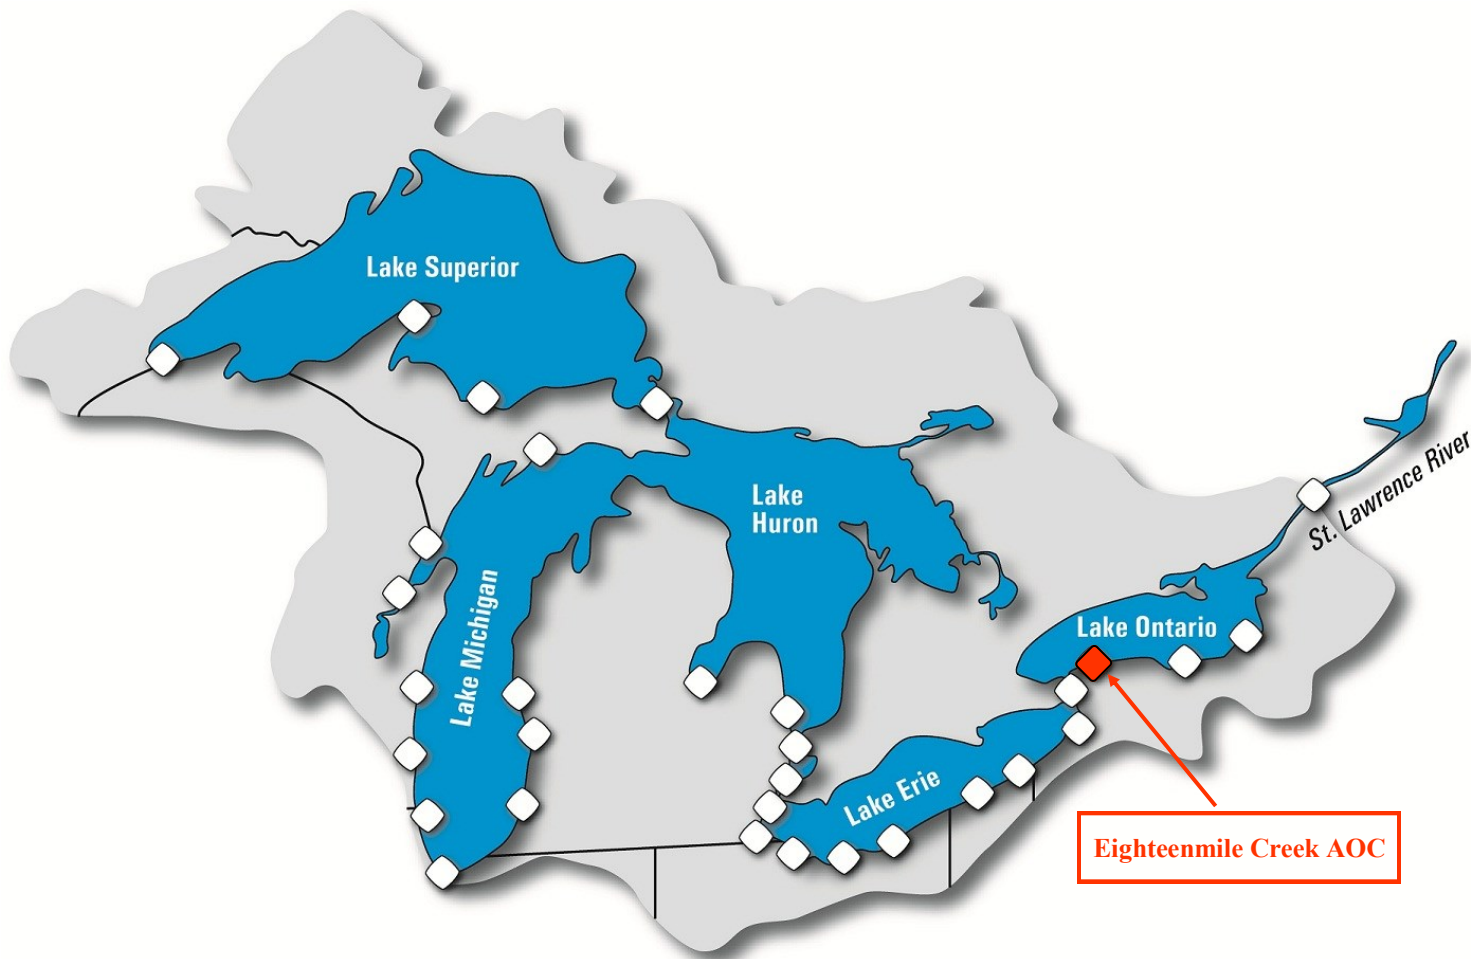 Lake Superior
Lake
Huron
St. Lawrence River
Lake Michigan
Lake Ontario
Lake Erie
Eighteenmile Creek AOC